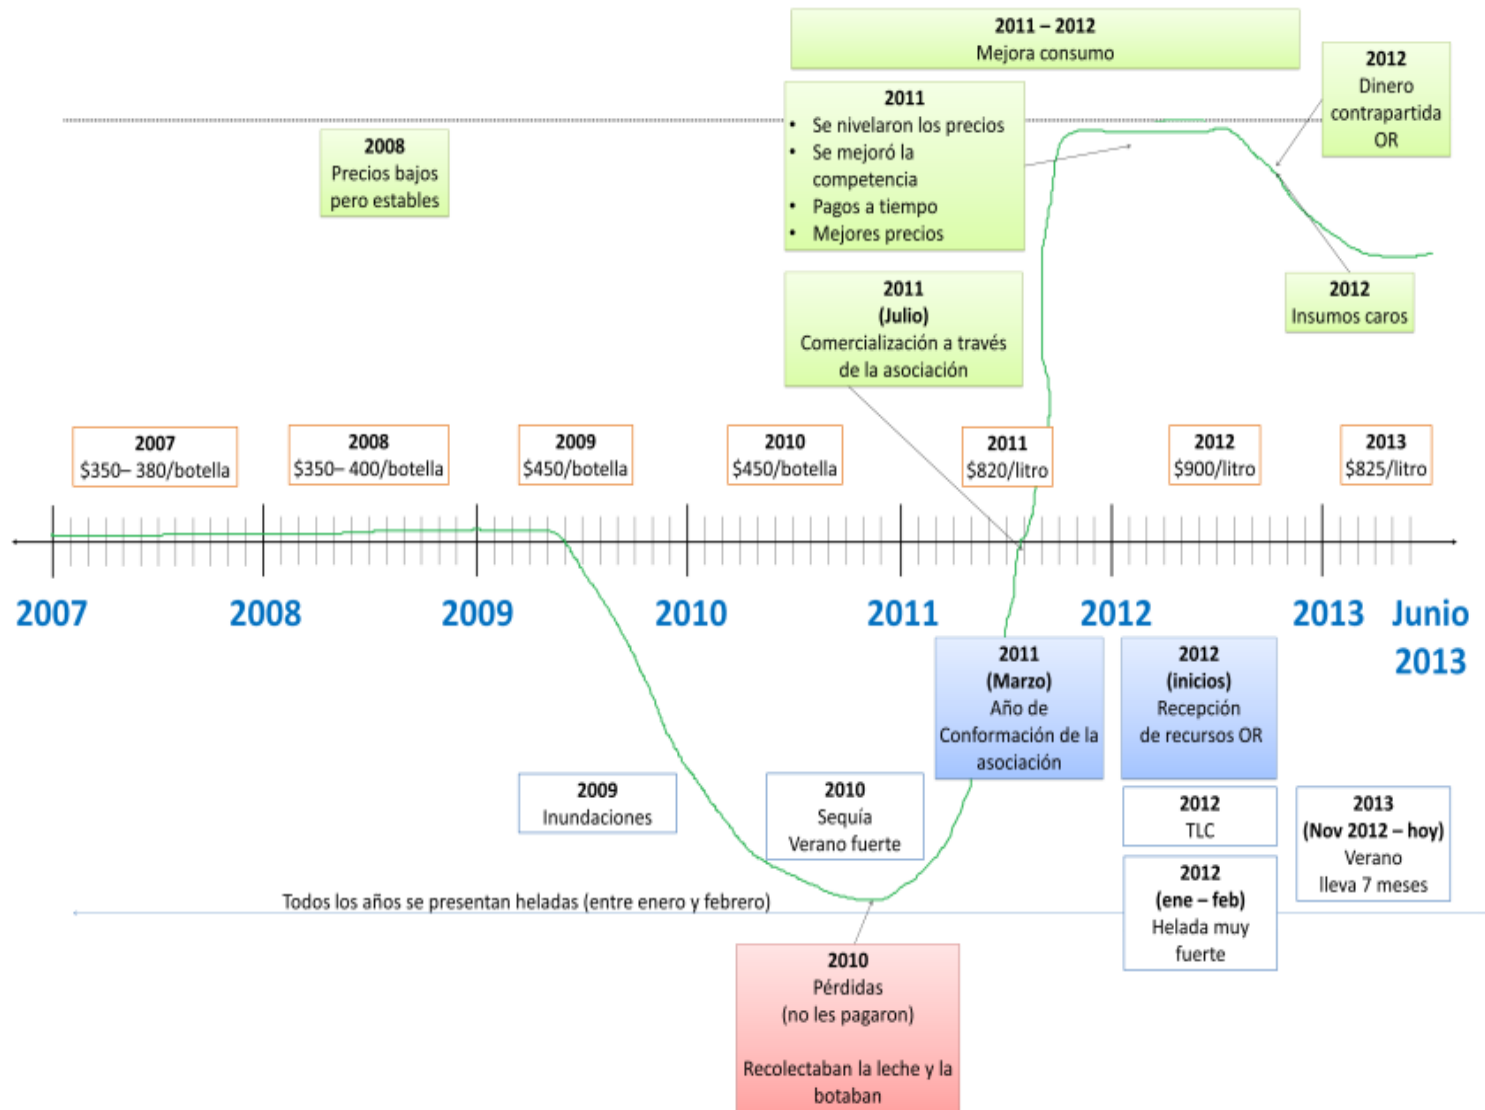 2011 – 2012
Mejora consumo
2012
Dinero
contrapartida
OR
2011
• Se nivelaron los precios
• Se mejoró la
competencia
• Pagos a tiempo
• Mejores precios
2008
Precios bajos
pero estables
2011
(Julio)
Comercialización a través
de la asociación
2012
Insumos caros
2007
$350– 380/botella
2008
$350– 400/botella
2009
$450/botella
2010
$450/botella
2011
$820/litro
2012
$900/litro
2013
$825/litro
2007
2008
2009
2010
2011
2012
2013
Junio
2013
2011
(Marzo)
Año de
Conformación de la
asociación
2012
(inicios)
Recepción
de recursos OR
2009
Inundaciones
2010
Sequía
Verano fuerte
2012
TLC
2013
(Nov 2012 – hoy)
Verano
lleva 7 meses
Todos los años se presentan heladas (entre enero y febrero)
2012
(ene – feb)
Helada muy
fuerte
2010
Pérdidas
(no les pagaron)
Recolectaban la leche y la
botaban